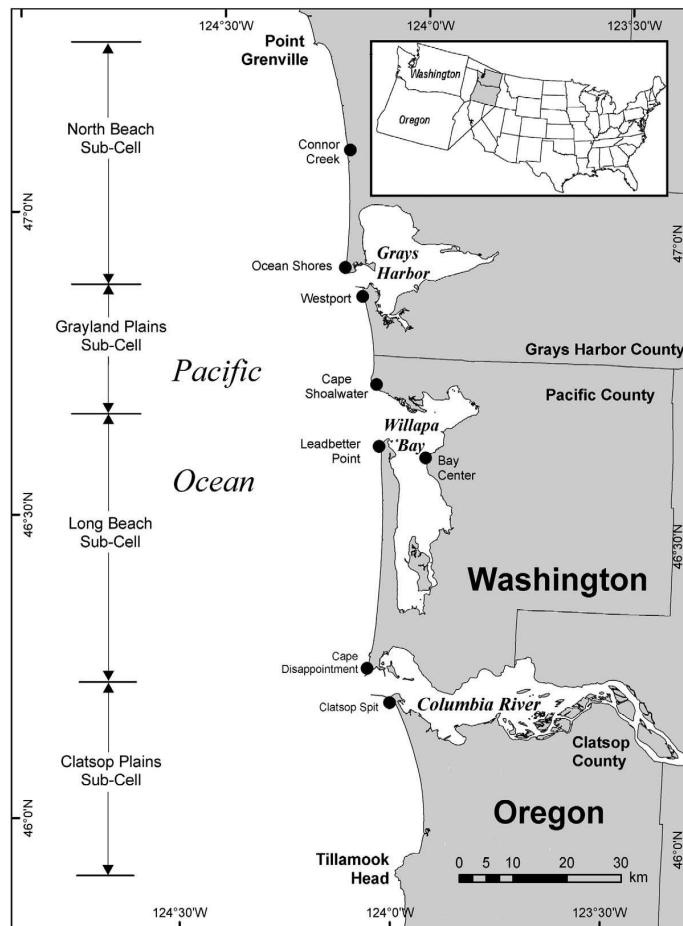 124°30'W
124°0'W
123°30'W
Point
Grenville
Washington
Oregon
North Beach
Sub-Cell
Connor
Creek
47°0'N
47°0'N
Ocean Shores
Grays
Harbor
Westport
Grayland Plains
Sub-Cell
Grays Harbor County
Pacific
Cape
Shoalwater
Pacific County
Willapa
Bay
Leadbetter
Point
Bay
Center
Ocean
46°30'N
46°30'N
Long Beach
Sub-Cell
Washington
Cape
Disappointment
Clatsop Spit
Columbia River
Clatsop
County
Clatsop Plains
Sub-Cell
Oregon
46°0'N
46°0'N
Tillamook
Head
0 5 10 20 30
km
124°30'W
124°0'W
123°30'W